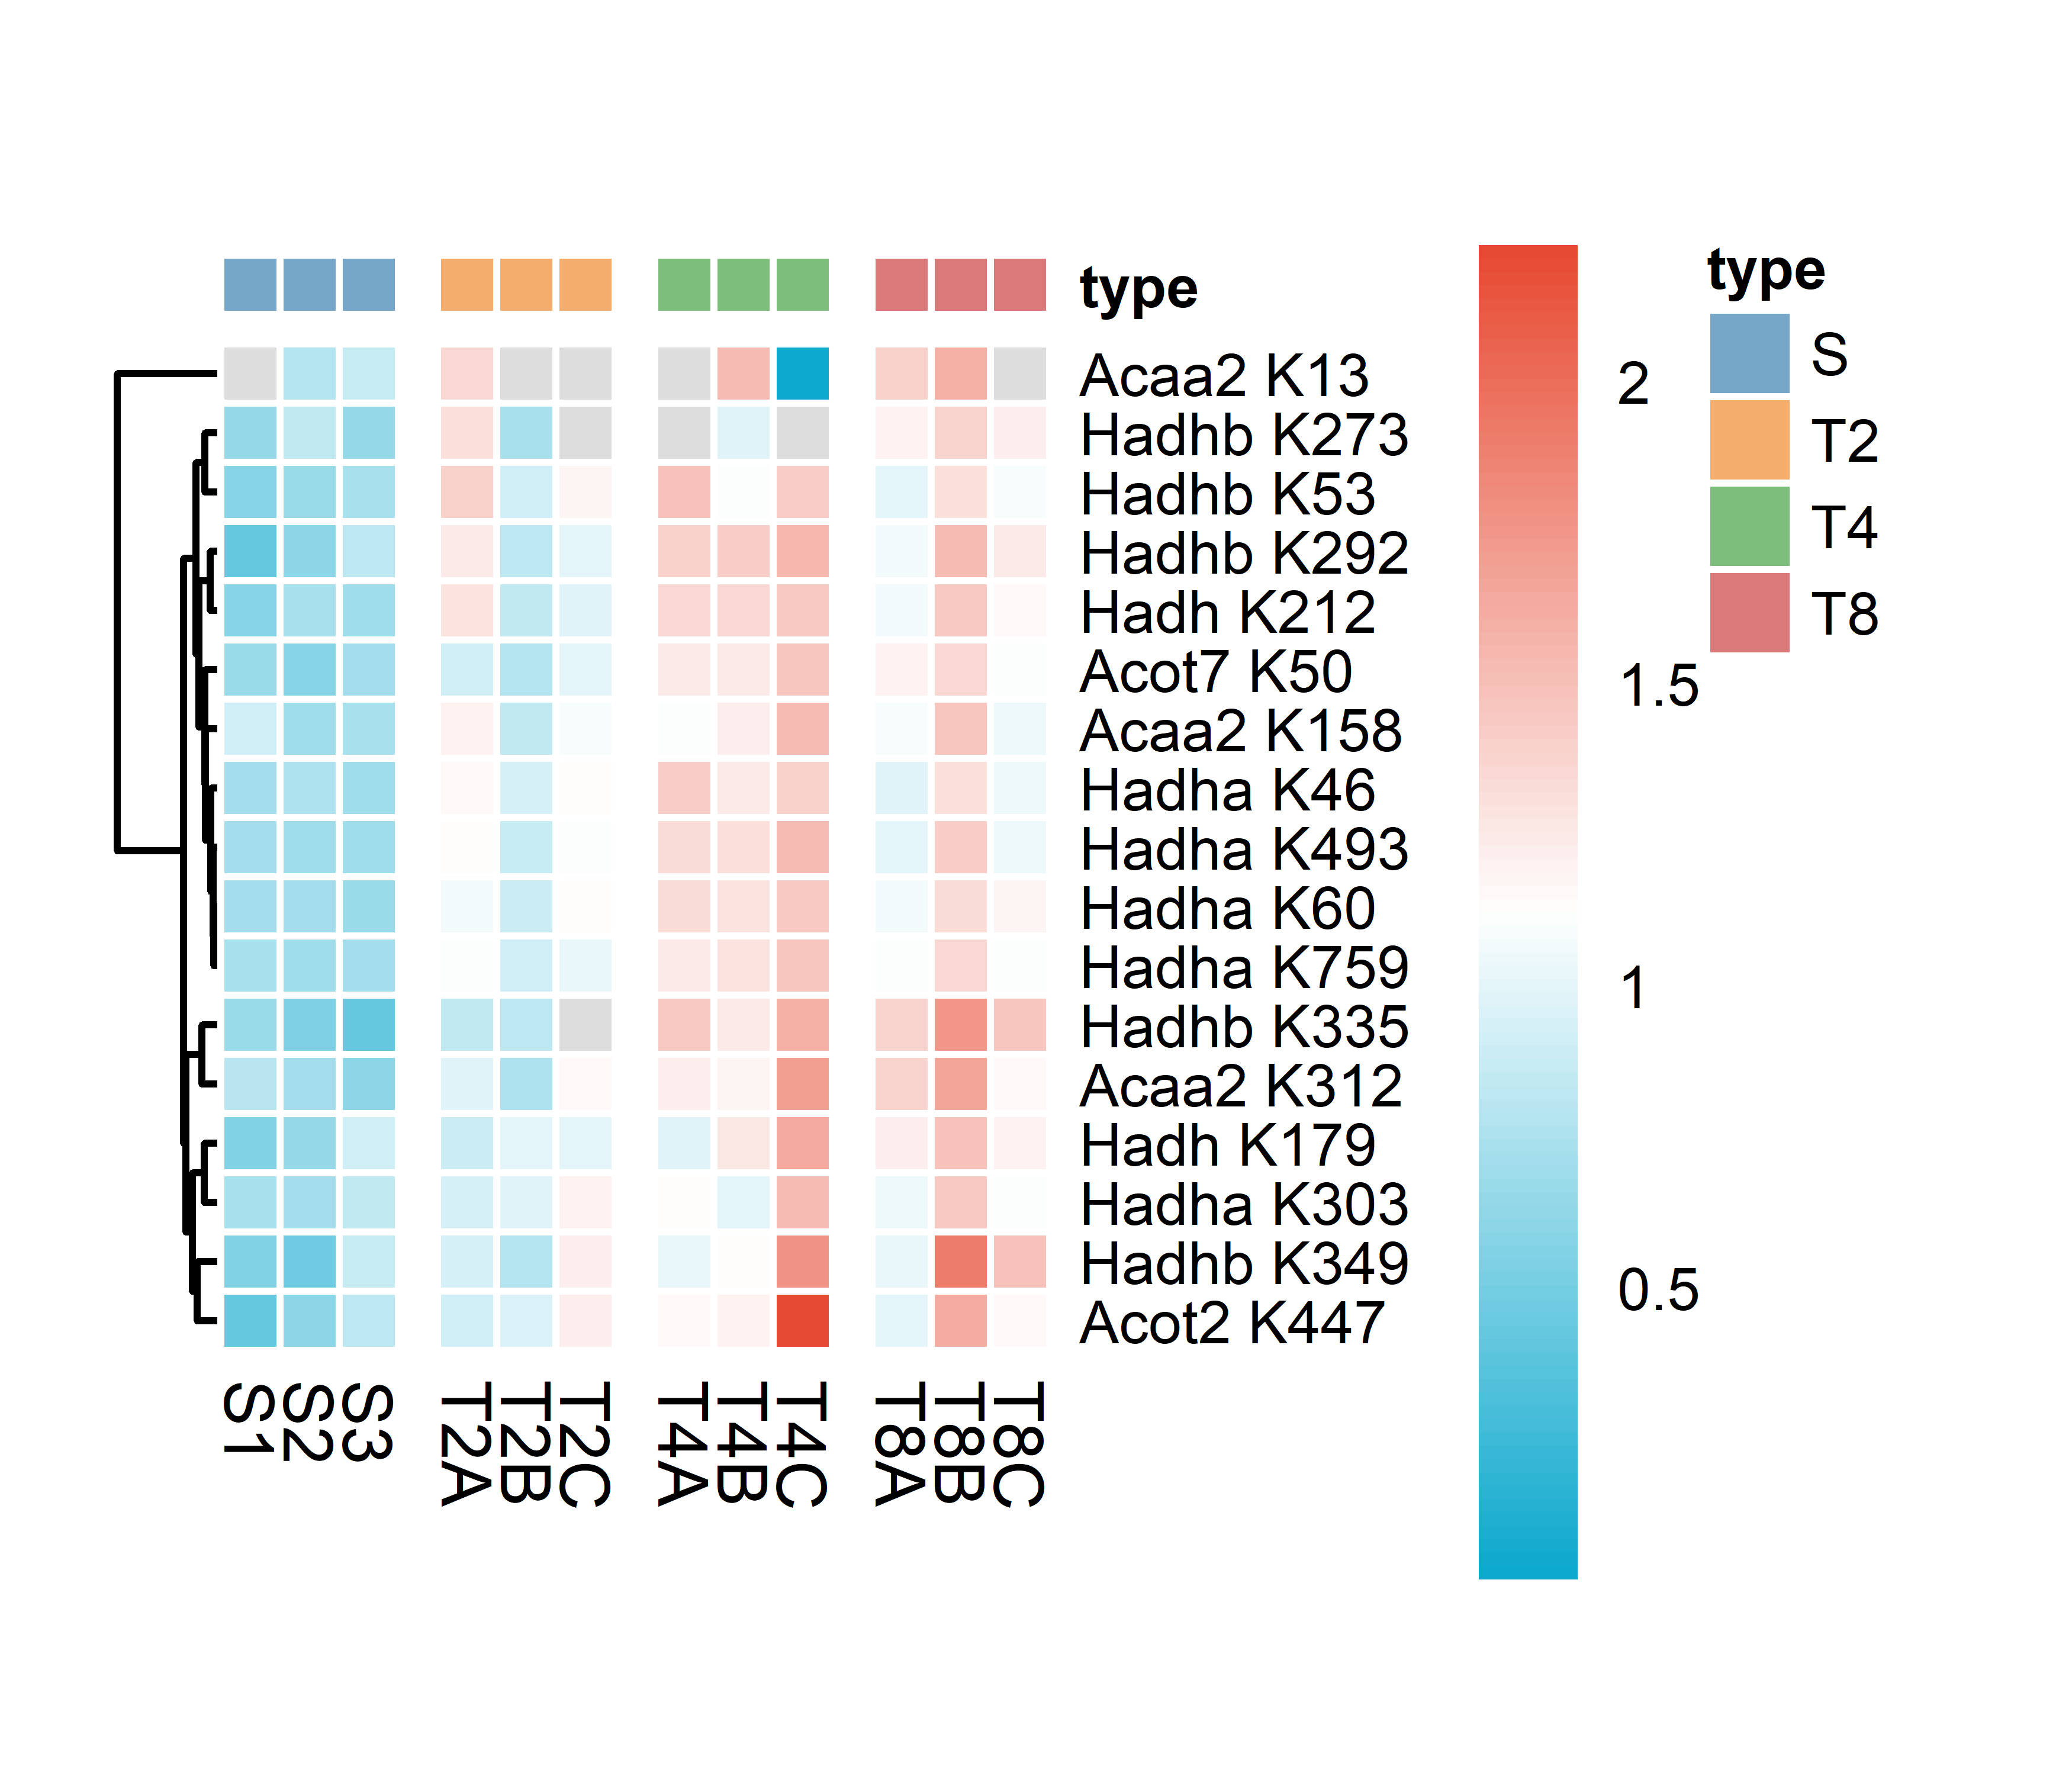 type
Acaa2 K13
Hadhb K273
Hadhb K53
Hadhb K292
Hadh K212
Acot7 K50
Acaa2 K158
Hadha K46
Hadha K493
Hadha K60
Hadha K759
Hadhb K335
Acaa2 K312
Hadh K179
Hadha K303
Hadhb K349
Acot2 K447
S1
S2
S3
T2A
T2B
T2C
T4A
T4B
T4C
T8A
T8B
T8C
2
1.5
1
0.5
type
S
T2
T4
T8